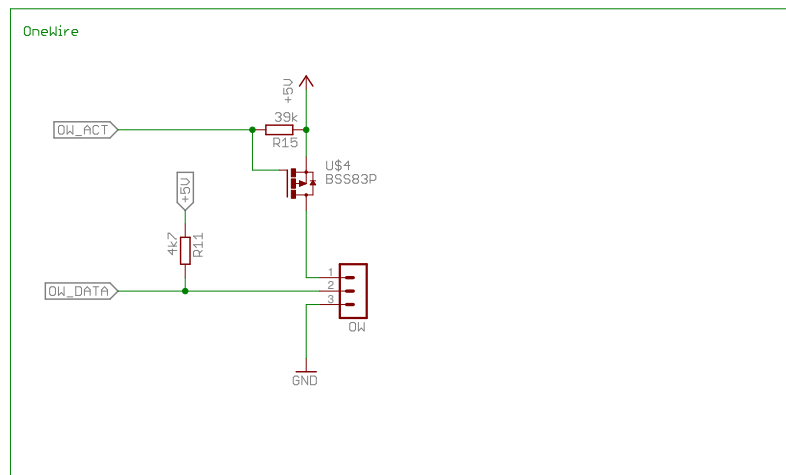 OneWire
+5V
39k
OW_ACT
R15
U$4
BSS83P
+5V
4k7
R11
1
OW_DATA
2
3
OW
GND